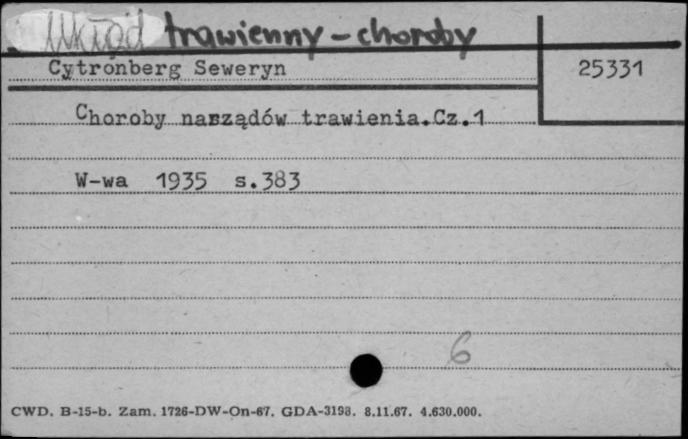 Układ trawienny - choroby
Cytronberg Seweryn 25331
Choroby narządów trawienia.Cz.1
W-wa 1935 s.383
6
CWD. B-15-b. Zam. 1726-DW-On-67. GDA-3198. 8.11.67. 4.630.000.